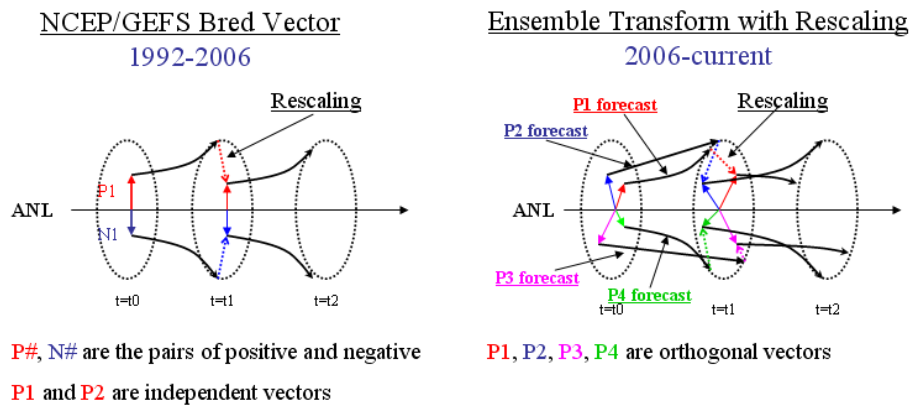 NCEP/GEFS Bred Vector
1992-2006
Rescaling
P1
ANL
N1
t=t0
t=t1
t=t2
P#, N# are the pairs of positive and negative
P1 and P2 are independent vectors
Ensemble Transform with Rescaling
2006-current
P1 forecast
Rescaling
P2 forecast
ANL
P3 forecast
P4 forecast
t=t0
t=t1
t=t2
P1, P2, P3, P4 are orthogonal vectors